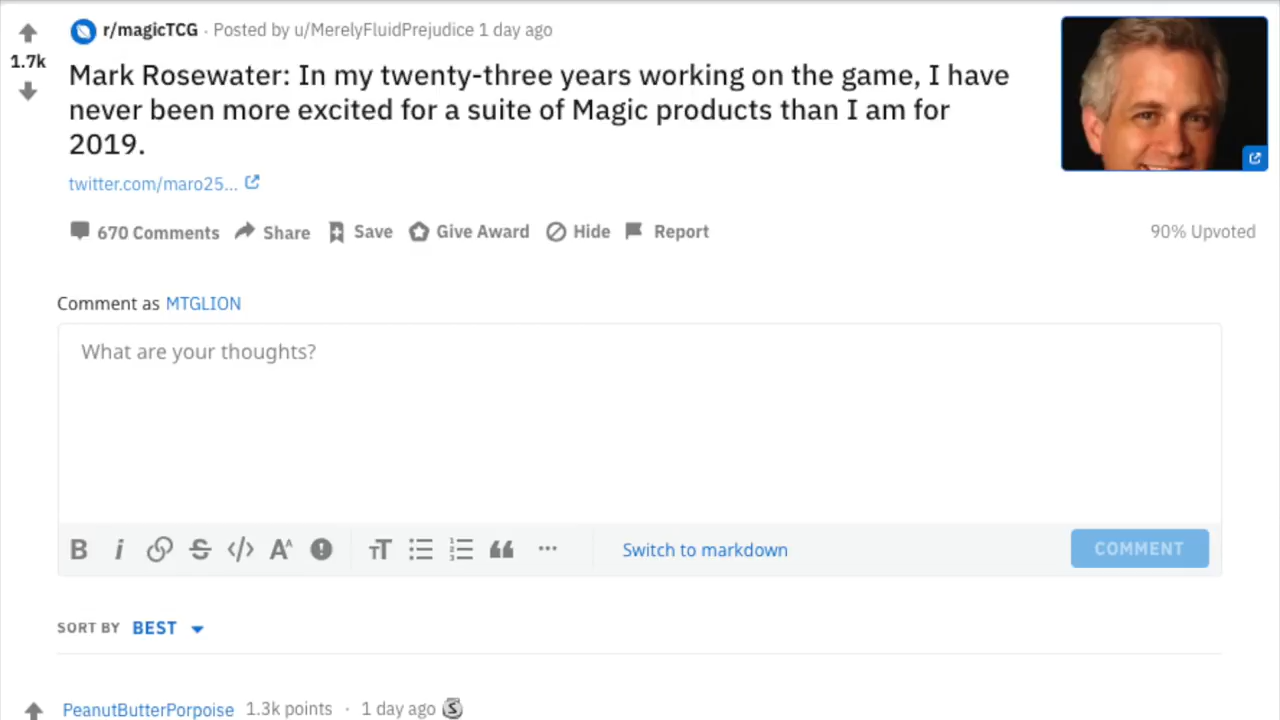 r/magicTCG · Posted by u/MerelyFluidPrejudice 1 day ago
1.7k
Mark Rosewater: In my twenty-three years working on the game, I have
never been more excited for a suite of Magic products than I am for
2019.
twitter.com/maro25...
670 Comments Share Save Give Award Hide Report 90% Upvoted
Comment as MTGLION
What are your thoughts?
B i S </> A^ TT ... Switch to markdown COMMENT
SORT BY BEST
PeanutButterPorpoise 1.3k points · 1 day ago S